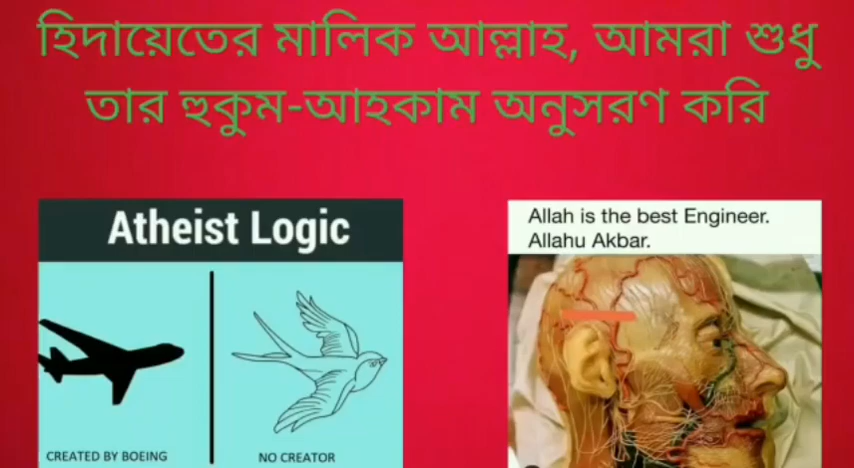 হিদায়েতের মালিক আল্লাহ, আমরা শুধু
তার হুকুম-আহকাম অনুসরণ করি
Atheist Logic
CREATED BY BOEING
NO CREATOR
Allah is the best Engineer.
Allahu Akbar.